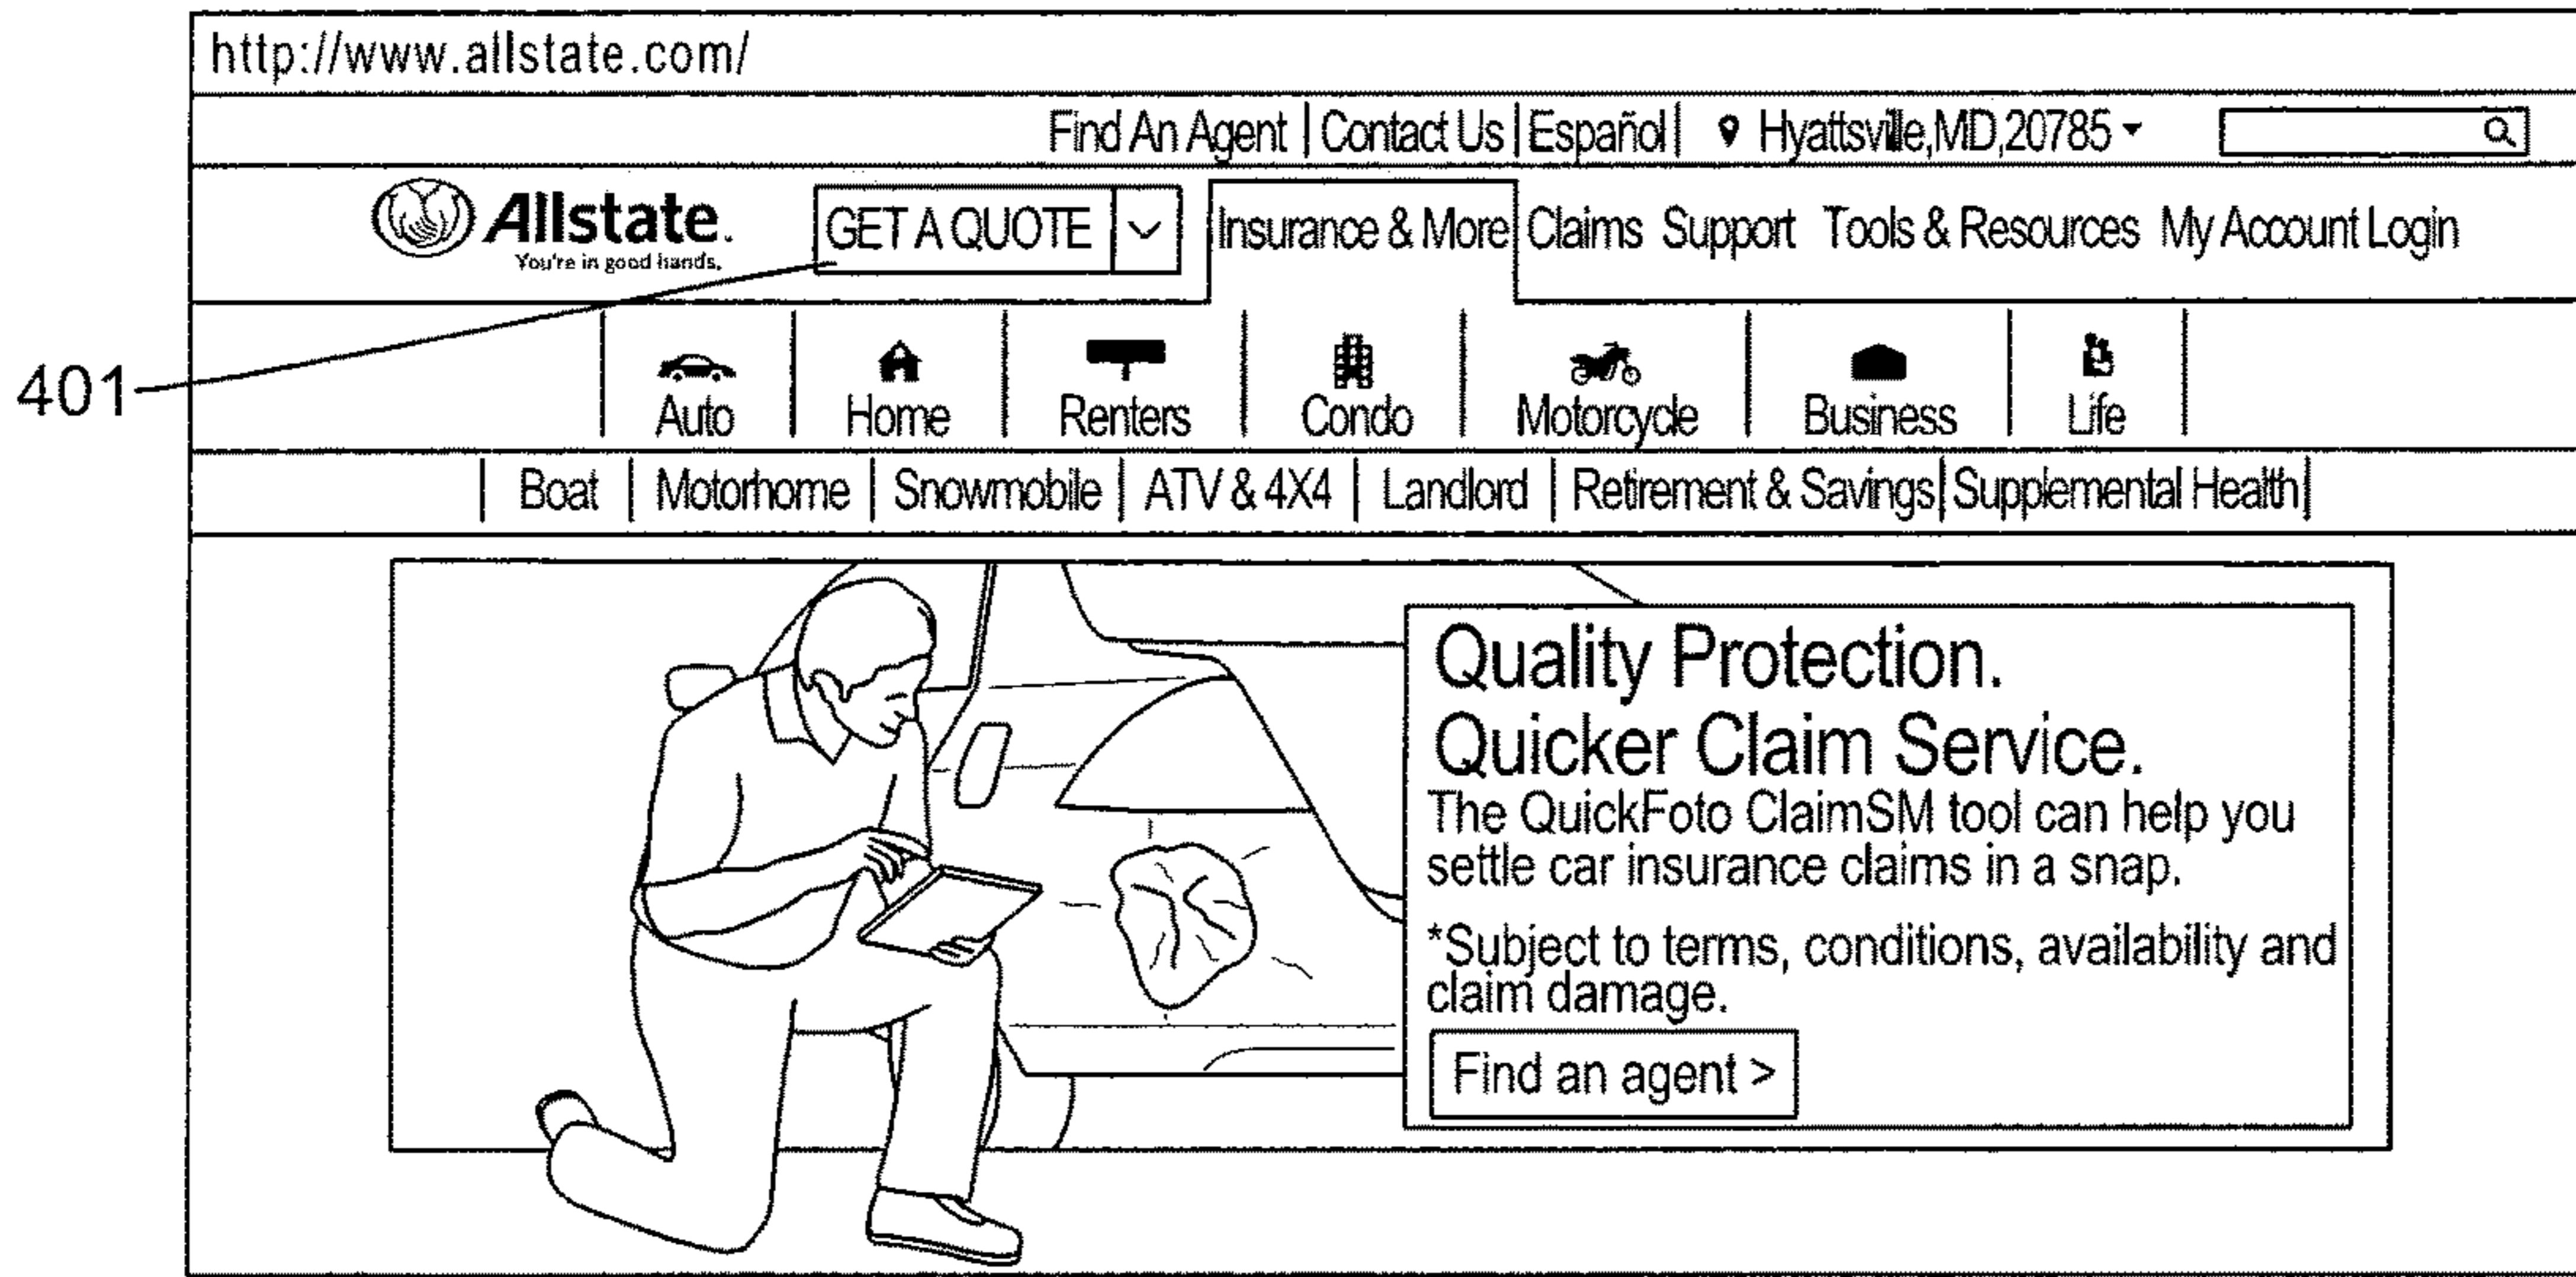 http://www.allstate.com/
Find An Agent | Contact Us | Español | Hyattsville,MD,20785
Allstate.
You're in good hands.
GET A QUOTE
Insurance & More Claims Support Tools & Resources My Account Login
401
Auto Home Renters Condo Motorcycle Business Life
| Boat | Motorhome | Snowmobile | ATV & 4X4 | Landlord | Retirement & Savings | Supplemental Health |
Quality Protection.
Quicker Claim Service.
The QuickFoto ClaimSM tool can help you
settle car insurance claims in a snap.
*Subject to terms, conditions, availability and
claim damage.
Find an agent >